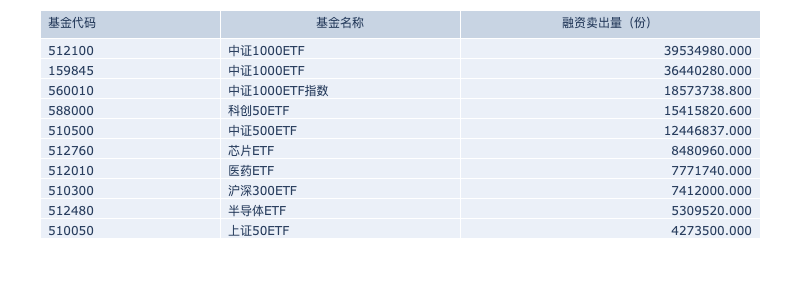 基金代码 基金名称 融资卖出量（份）
512100 中证1000ETF 39534980.000
159845 中证1000ETF 36440280.000
560010 中证1000ETF指数 18573738.800
588000 科创50ETF 15415820.600
510500 中证500ETF 12446837.000
512760 芯片ETF 8480960.000
512010 医药ETF 7771740.000
510300 沪深300ETF 7412000.000
512480 半导体ETF 5309520.000
510050 上证50ETF 4273500.000